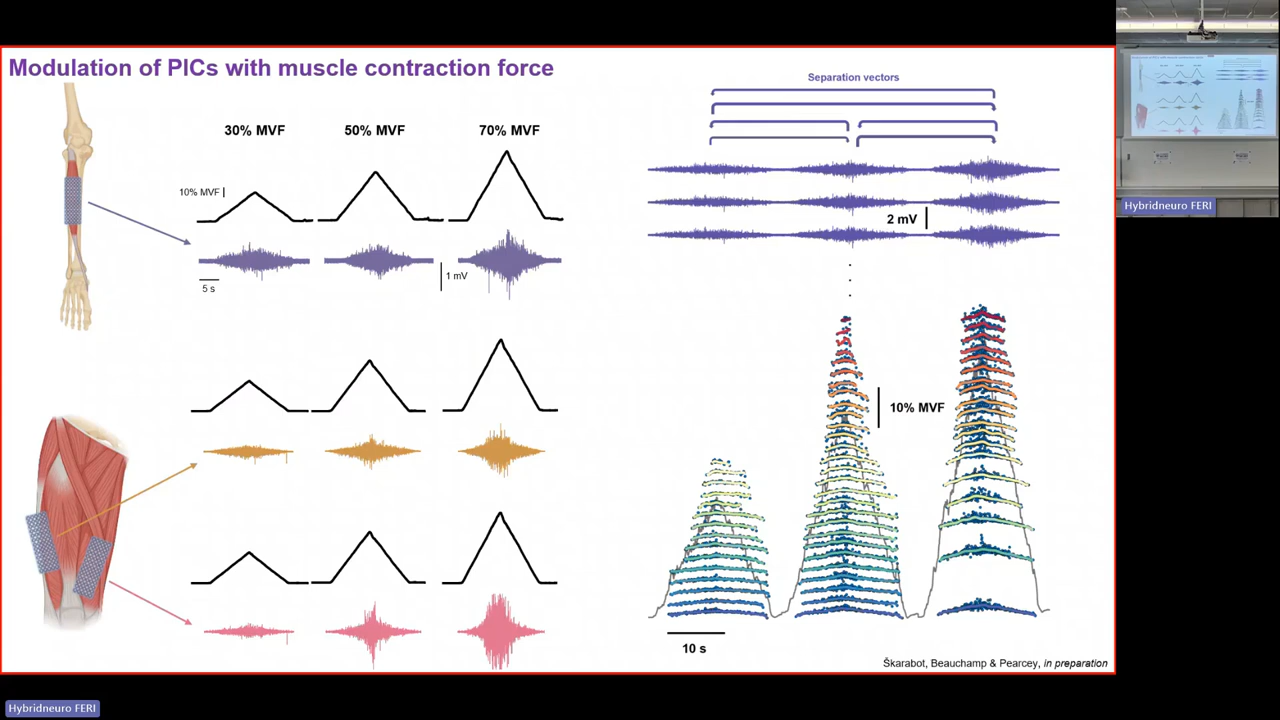 Modulation of PICs with muscle contraction force
Separation vectors
30% MVF
50% MVF
70% MVF
10% MVF
5 s
1 mV
2 mV
10% MVF
10 s
Škarabot, Beauchamp & Pearcey, in preparation
Hybridneuro FERI
Hybridneuro FERI